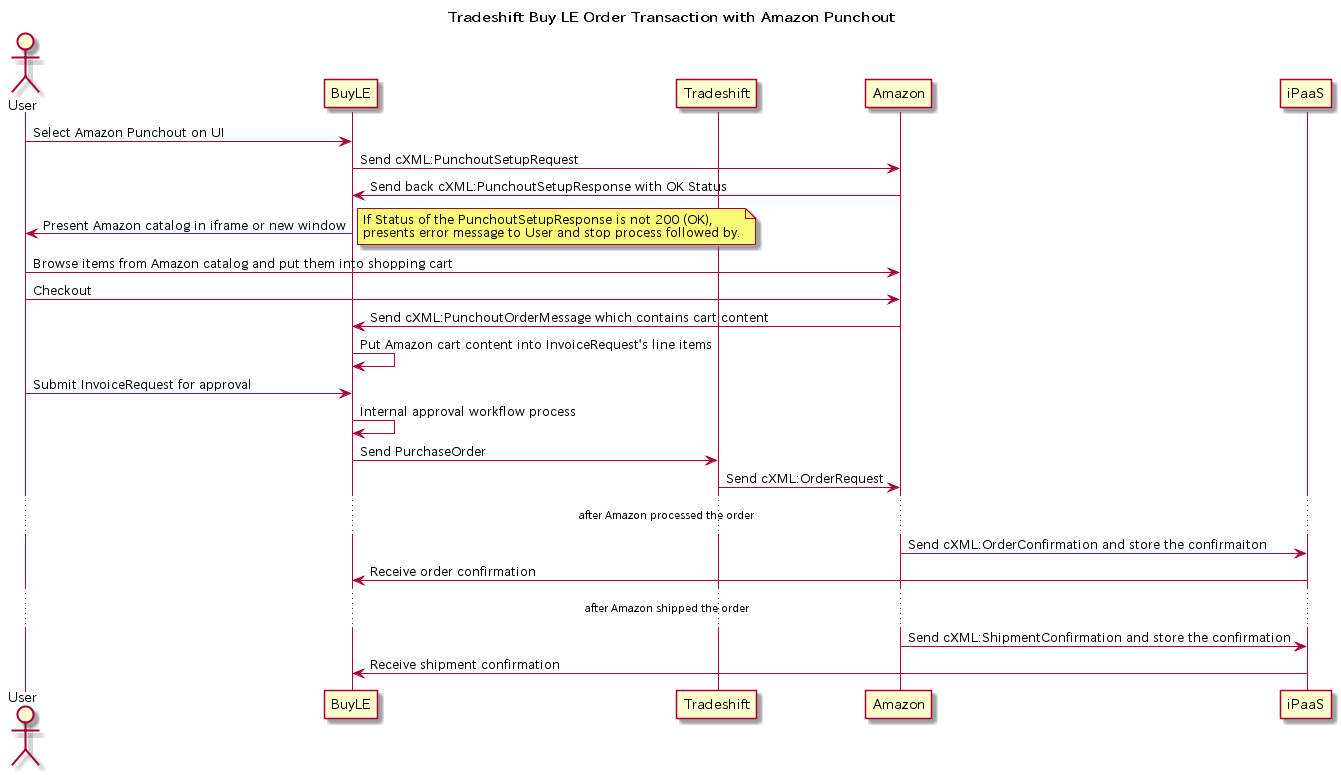 Tradeshift Buy LE Order Transaction with Amazon Punchout
User
BuyLE
Tradeshift
Amazon
iPaaS
Select Amazon Punchout on UI
Send cXML:PunchoutSetupRequest
Send back cXML:PunchoutSetupResponse with OK Status
Present Amazon catalog in iframe or new window
If Status of the PunchoutSetupResponse is not 200 (OK),
presents error message to User and stop process followed by.
Browse items from Amazon catalog and put them into shopping cart
Checkout
Send cXML:PunchoutOrderMessage which contains cart content
Put Amazon cart content into InvoiceRequest's line items
Submit InvoiceRequest for approval
Internal approval workflow process
Send PurchaseOrder
Send cXML:OrderRequest
after Amazon processed the order
Send cXML:OrderConfirmation and store the confirmaiton
Receive order confirmation
after Amazon shipped the order
Send cXML:ShipmentConfirmation and store the confirmation
Receive shipment confirmation
User
BuyLE
Tradeshift
Amazon
iPaaS